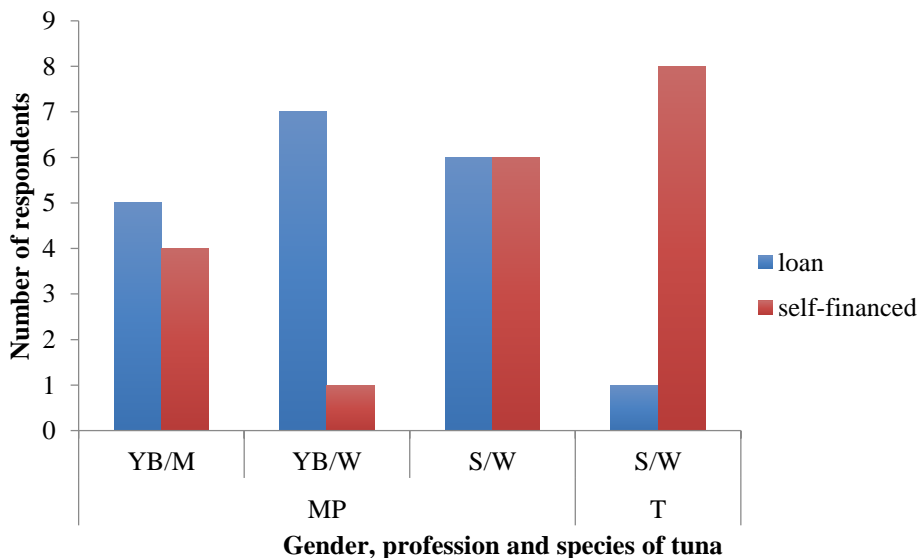 9
8
7
6
5
4
3
2
1
0
Number of respondents
YB/M YB/W S/W S/W
MP T
Gender, profession and species of tuna
loan
self-financed